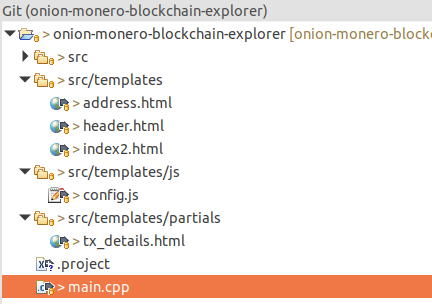 Git (onion-monero-blockchain-explorer)
> onion-monero-blockchain-explorer [onion-monero-block
> src
> src/templates
> address.html
> header.html
> index2.html
> src/templates/js
> config.js
> src/templates/partials
> tx_details.html
.project
> main.cpp